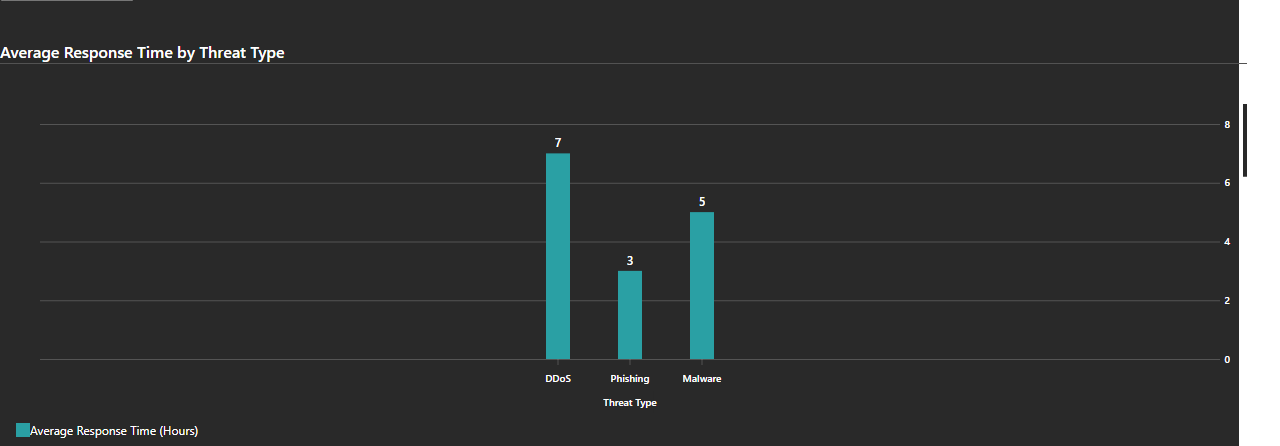 Average Response Time by Threat Type
8
7
6
5
4
3
2
0
DDoS Phishing Malware
Threat Type
Average Response Time (Hours)